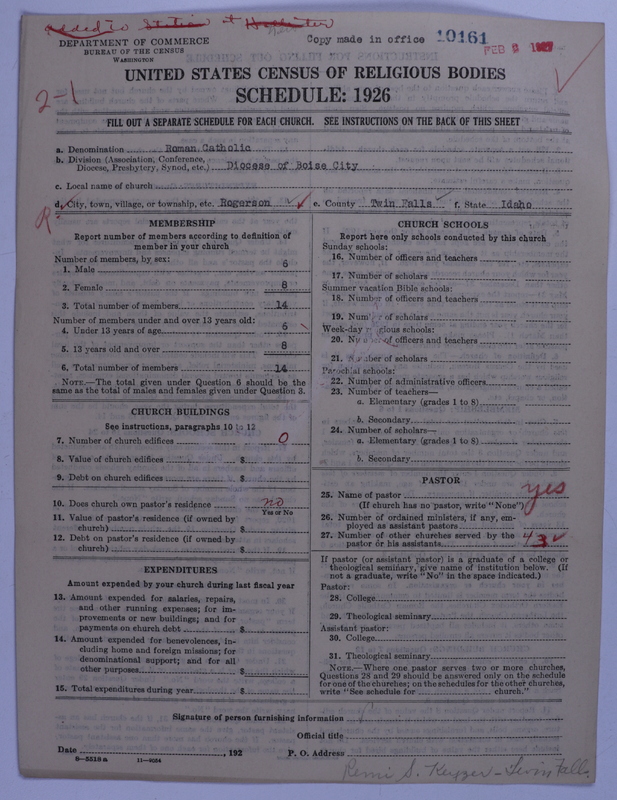 Added to Station at
DEPARTMENT OF COMMERCE
BUREAU OF THE CENSUS
WASHINGTON
Copy made in office 10161
FEB
2-1
UNITED STATES CENSUS OF RELIGIOUS BODIES
SCHEDULE: 1926
FILL OUT A SEPARATE SCHEDULE FOR EACH CHURCH. SEE INSTRUCTIONS ON THE BACK OF THIS SHEET
a. Denomination Roman Catholic
b. Division (Association, Conference, Diocese, Presbytery, Synod, etc.) Diocese of Boise City
c. Local name of church
R d. City, town, village, or township, etc. Rogerson e. County Twin Falls f. State Idaho
MEMBERSHIP
Report number of members according to definition of
member in your church
Number of members, by sex:
1. Male 6
2. Female 8
3. Total number of members 14
Number of members under and over 13 years old:
4. Under 13 years of age 6
5. 13 years old and over 8
6. Total number of members 14
NOTE.—The total given under Question 6 should be the
same as the total of males and females given under Question 3.
CHURCH BUILDINGS
See instructions, paragraphs 10 to 12
7. Number of church edifices 0
8. Value of church edifices $
9. Debt on church edifices $
10. Does church own pastor's residence no
Yes or No
11. Value of pastor's residence (if owned by
church) $
12. Debt on pastor's residence (if owned by
church) $
EXPENDITURES
Amount expended by your church during last fiscal year
13. Amount expended for salaries, repairs,
and other running expenses; for im-
provements or new buildings; and for
payments on church debt $
14. Amount expended for benevolences, in-
cluding home and foreign missions; for
denominational support; and for all
other purposes $
15. Total expenditures during year $
CHURCH SCHOOLS
Report here only schools conducted by this church
Sunday schools:
16. Number of officers and teachers
17. Number of scholars
Summer vacation Bible schools:
18. Number of officers and teachers
19. Number of scholars
Week-day religious schools:
20. Number of officers and teachers
21. Number of scholars
Parochial schools:
22. Number of administrative officers
23. Number of teachers—
a. Elementary (grades 1 to 8)
b. Secondary
24. Number of scholars—
a. Elementary (grades 1 to 8)
b. Secondary
PASTOR
25. Name of pastor yes
(If church has no pastor, write "None")
26. Number of ordained ministers, if any, em-
ployed as assistant pastors
27. Number of other churches served by the
pastor or his assistants 3
If pastor (or assistant pastor) is a graduate of a college or
theological seminary, give name of institution below. (If
not a graduate, write "No" in the space indicated.)
Pastor:
28. College
29. Theological seminary
Assistant pastor:
30. College
31. Theological seminary
NOTE.—Where one pastor serves two or more churches,
Questions 28 and 29 should be answered only on the schedule
for one of the churches; on the schedules for the other churches,
write "See schedule for church."
Signature of person furnishing information
Official title
Date , 192 P. O. Address
8—5518a 11—9054
Remi S. Keyzer - Twin Falls.